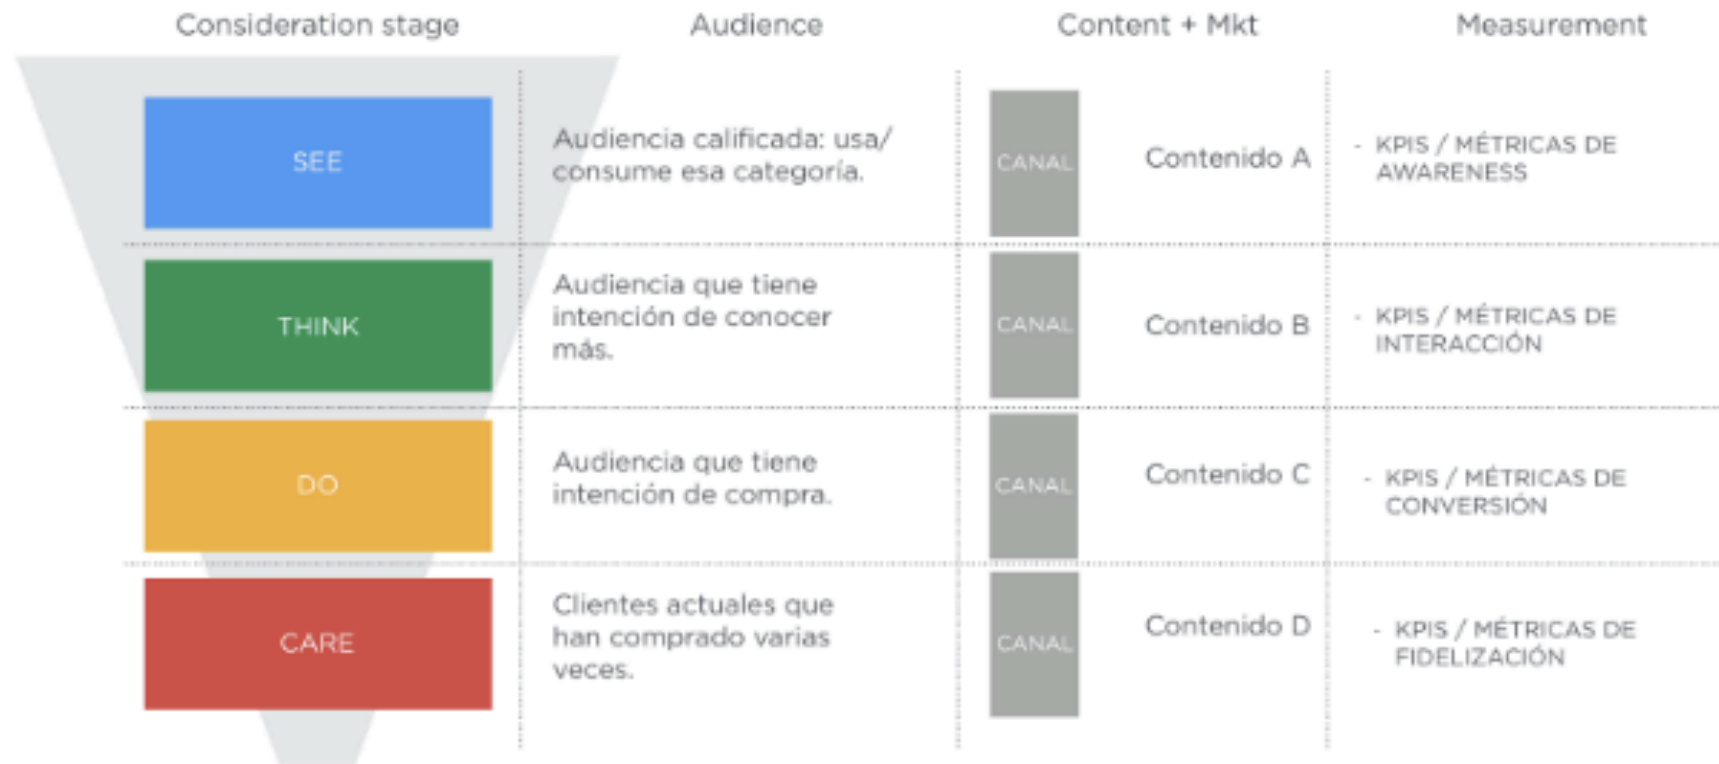 Consideration stage
Audience
Content + Mkt
Measurement
SEE
Audiencia calificada: usa/
consume esa categoría.
CANAL
Contenido A
- KPIS / MÉTRICAS DE
AWARENESS
THINK
Audiencia que tiene
intención de conocer
más.
CANAL
Contenido B
- KPIS / MÉTRICAS DE
INTERACCIÓN
DO
Audiencia que tiene
intención de compra.
CANAL
Contenido C
- KPIS / MÉTRICAS DE
CONVERSIÓN
CARE
Clientes actuales que
han comprado varias
veces.
CANAL
Contenido D
- KPIS / MÉTRICAS DE
FIDELIZACIÓN